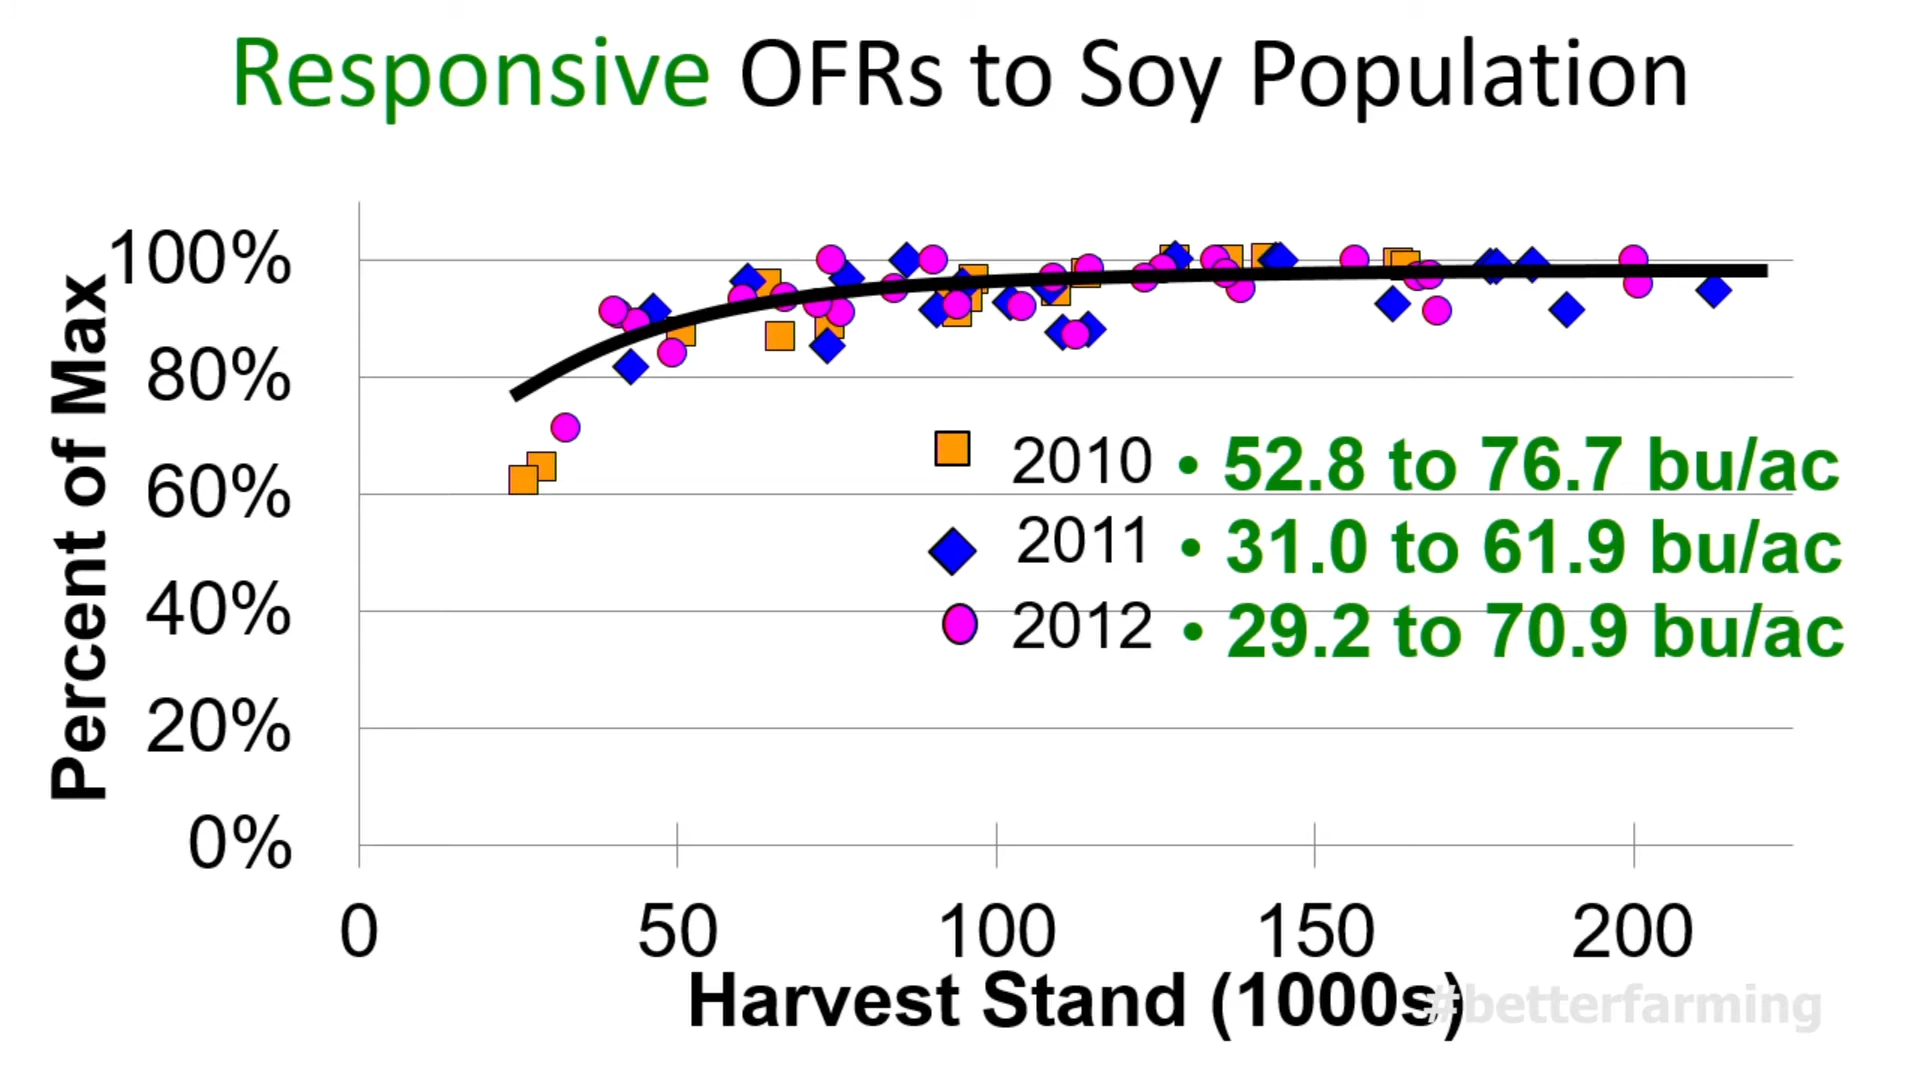 Responsive OFRs to Soy Population
Percent of Max
100%
80%
60%
40%
20%
0%
2010 • 52.8 to 76.7 bu/ac
2011 • 31.0 to 61.9 bu/ac
2012 • 29.2 to 70.9 bu/ac
0 50 100 150 200
Harvest Stand (1000s)
#betterfarming